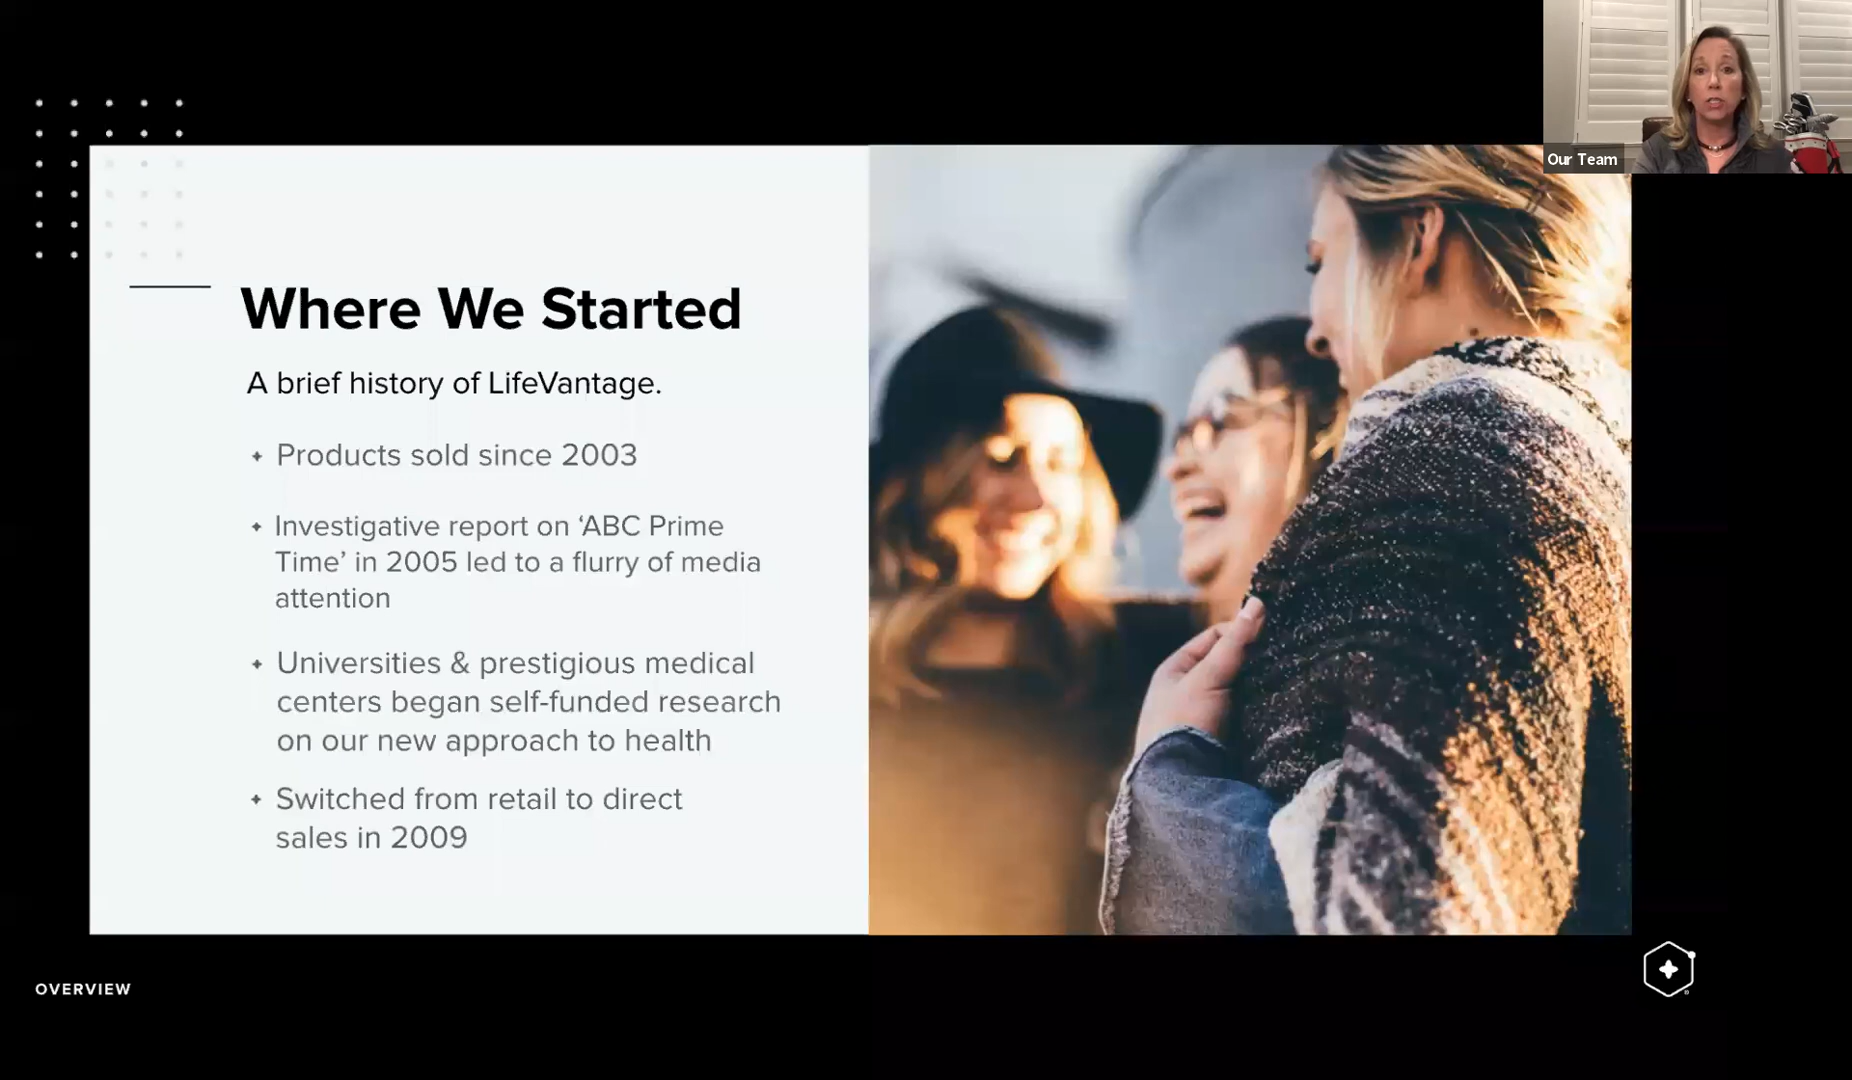 Our Team
Where We Started
A brief history of LifeVantage.
Products sold since 2003
Investigative report on ‘ABC Prime
Time’ in 2005 led to a flurry of media
attention
Universities & prestigious medical
centers began self-funded research
on our new approach to health
Switched from retail to direct
sales in 2009
OVERVIEW